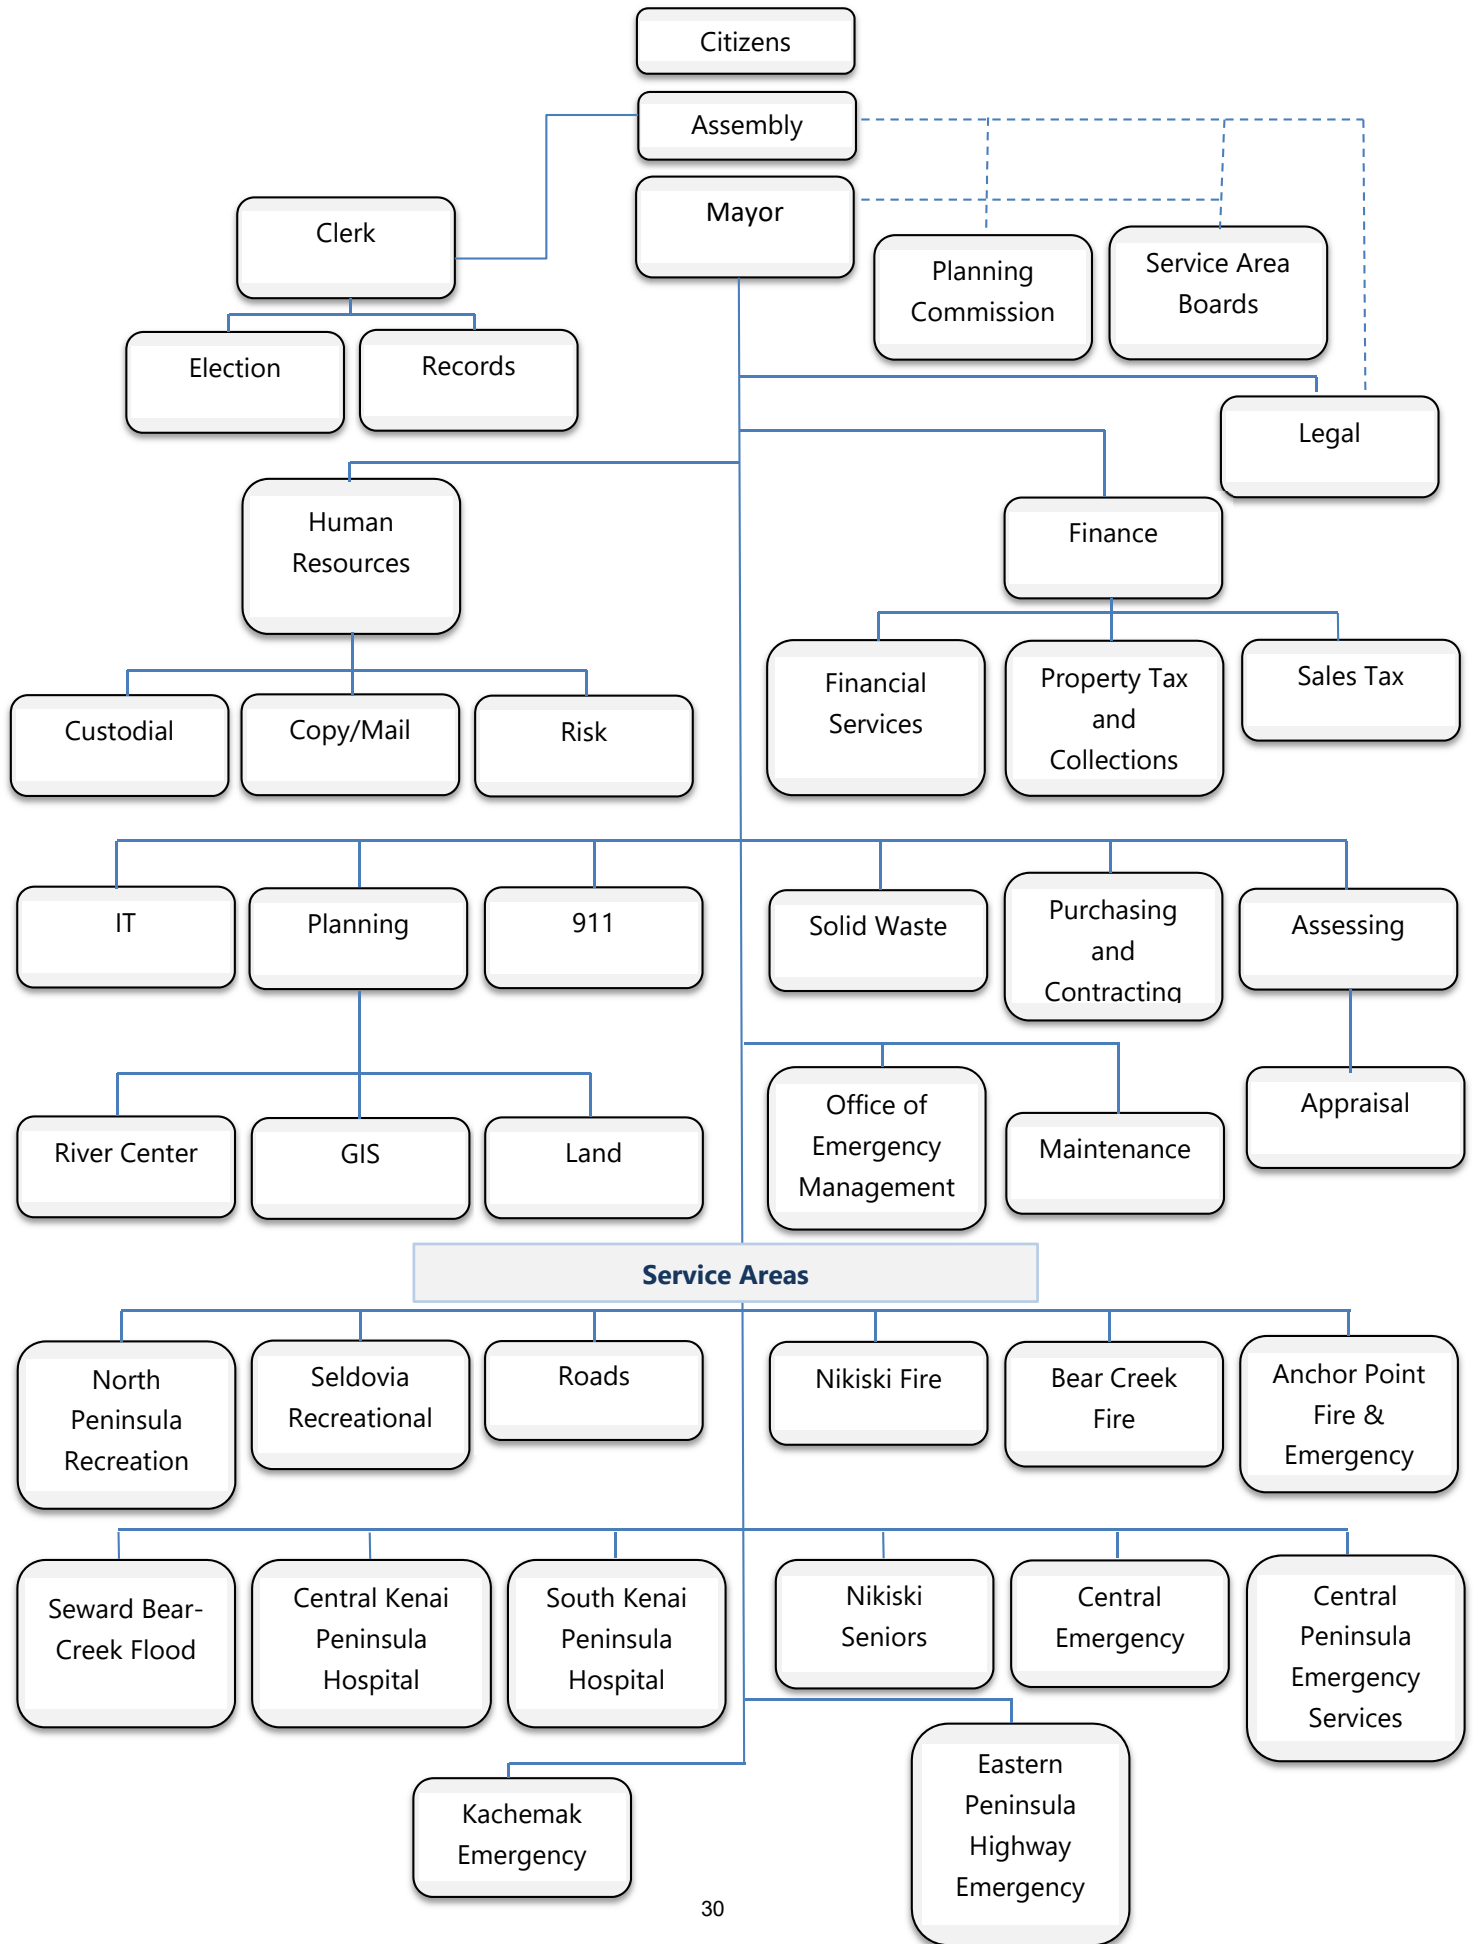 Citizens
Assembly
Mayor
Clerk
Planning
Commission
Service Area
Boards
Election
Records
Legal
Human
Resources
Finance
Custodial
Copy/Mail
Risk
Financial
Services
Property Tax
and
Collections
Sales Tax
IT
Planning
911
Solid Waste
Purchasing
and
Contracting
Assessing
River Center
GIS
Land
Office of
Emergency
Management
Maintenance
Appraisal
Service Areas
North
Peninsula
Recreation
Seldovia
Recreational
Roads
Nikiski Fire
Bear Creek
Fire
Anchor Point
Fire &
Emergency
Seward Bear-
Creek Flood
Central Kenai
Peninsula
Hospital
South Kenai
Peninsula
Hospital
Nikiski
Seniors
Central
Emergency
Central
Peninsula
Emergency
Services
Kachemak
Emergency
Eastern
Peninsula
Highway
Emergency
30